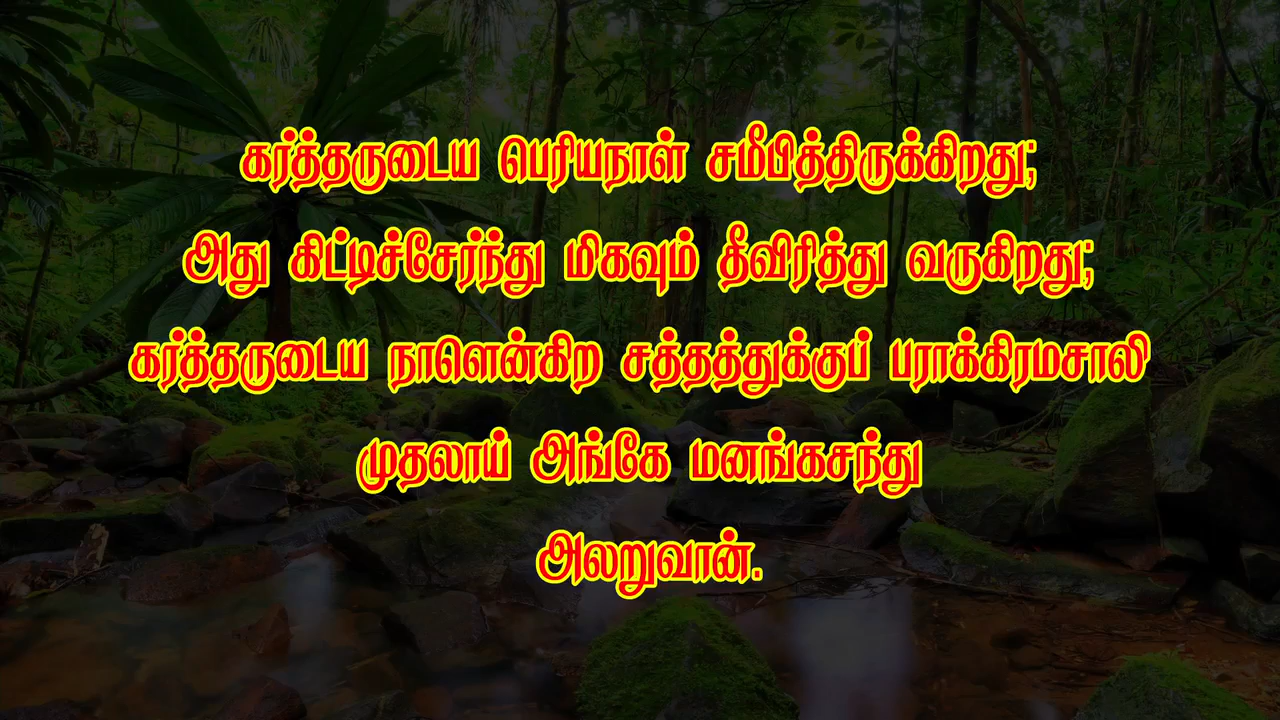 கர்த்தருடைய பெரியநாள் சமீபித்திருக்கிறது;
அது கிட்டிச்சேர்ந்து மிகவும் தீவிரித்து வருகிறது;
கர்த்தருடைய நாளென்கிற சத்தத்துக்குப் பராக்கிரமசாலி
முதலாய் அங்கே மனங்கசந்து
அலறுவான்.